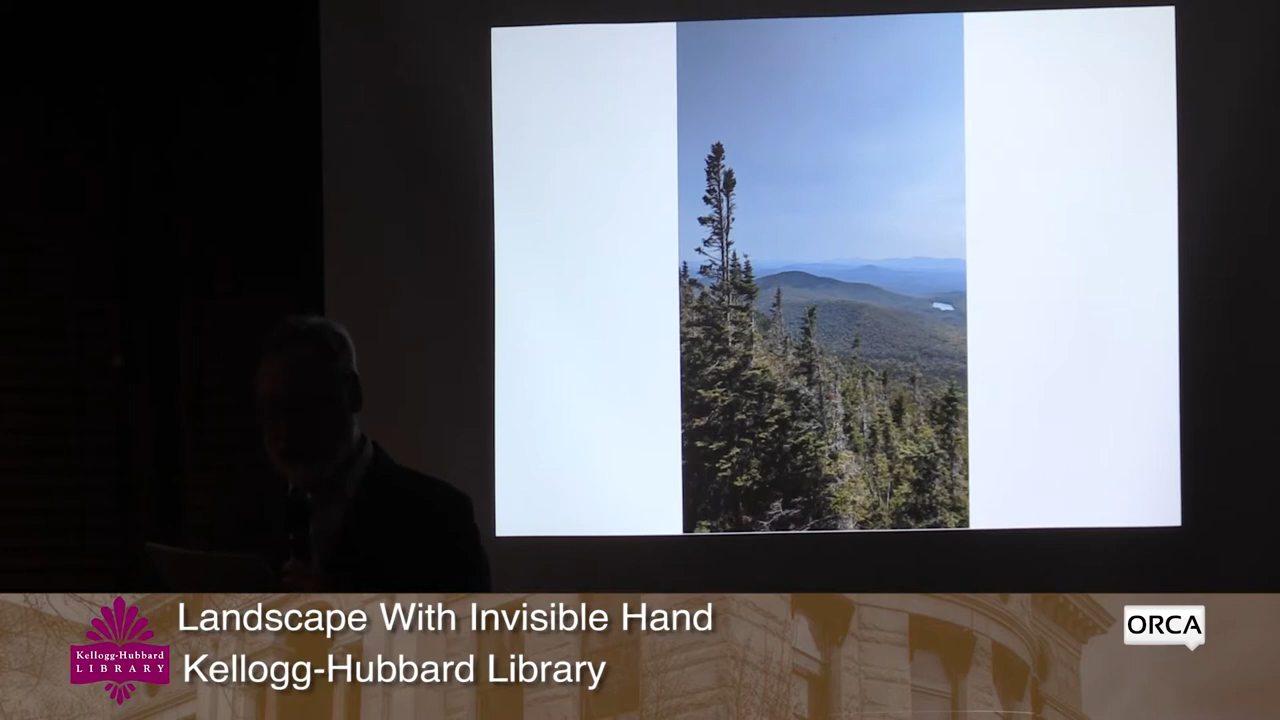 Landscape With Invisible Hand
Kellogg-Hubbard Library
Kellogg-Hubbard
LIBRARY
ORCA